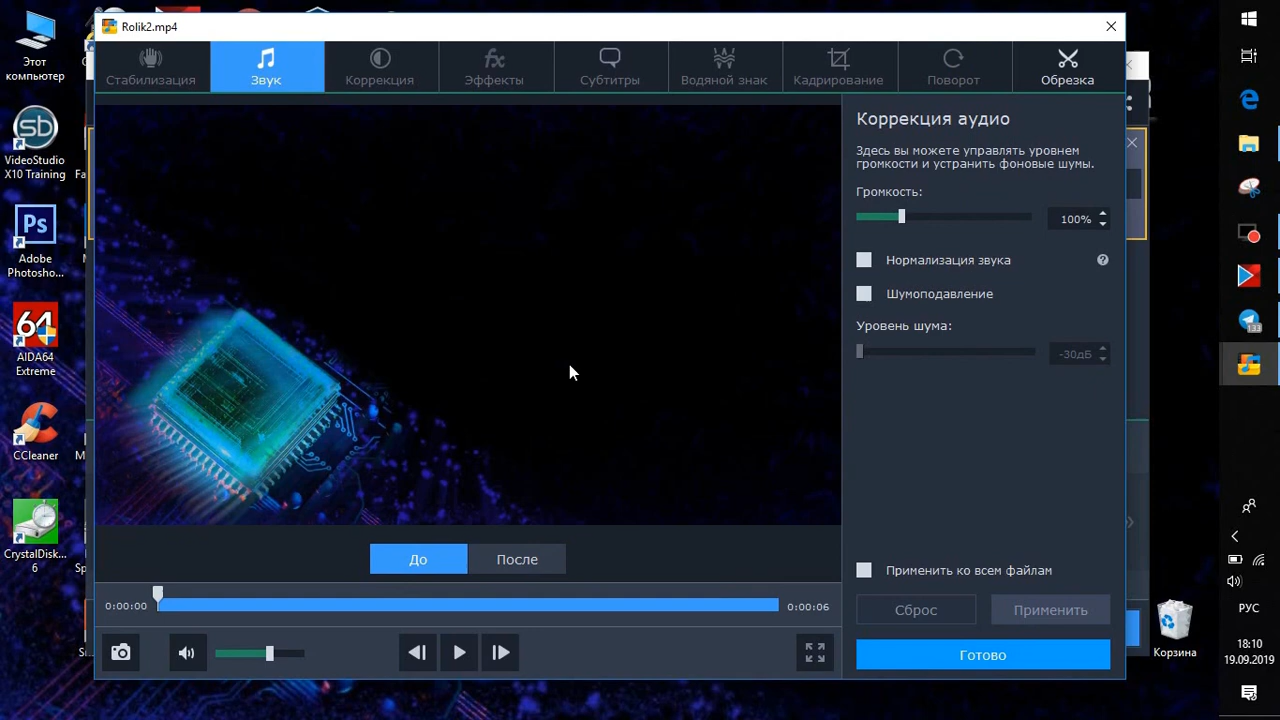 Rolik2.mp4
Стабилизация
Звук
Коррекция
Эффекты
Субтитры
Водяной знак
Кадрирование
Поворот
Обрезка
Этот
компьютер
VideoStudio
X10 Training
Ps
Adobe
Photosho...
64
AIDA64
Extreme
CCleaner
CrystalDisk...
6
Коррекция аудио
Здесь вы можете управлять уровнем
громкости и устранить фоновые шумы.
Громкость:
100%
Нормализация звука
Шумоподавление
Уровень шума:
-30дБ
До
После
0:00:00
0:00:06
Применить ко всем файлам
Сброс
Применить
Готово
Корзина
133
РУС
18:10
19.09.2019